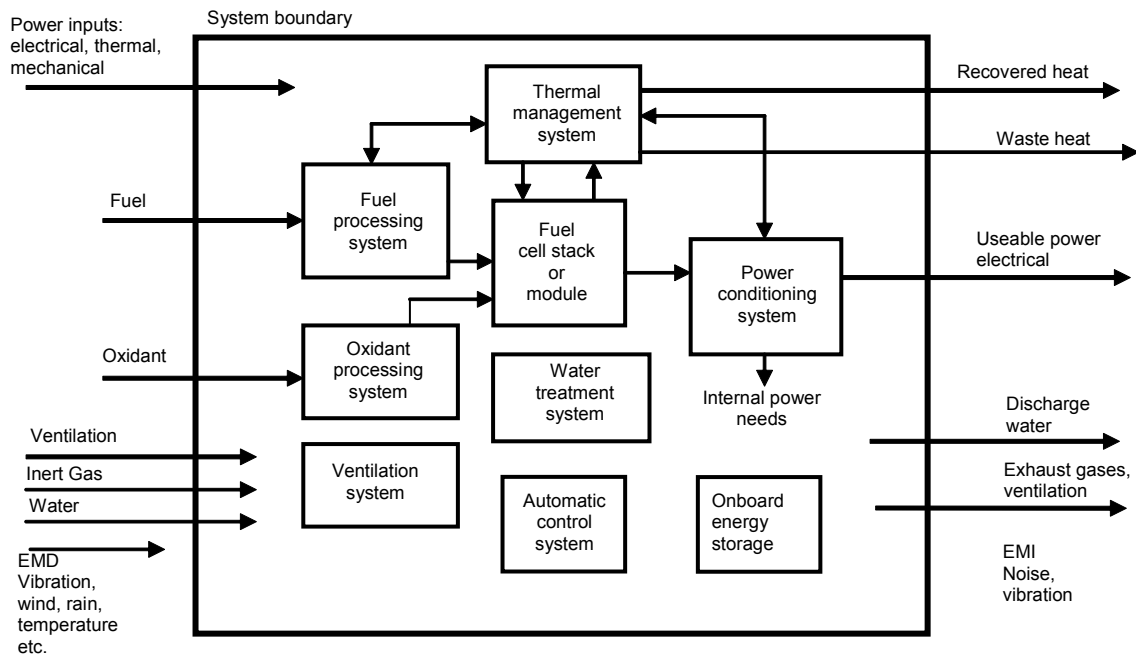 System boundary
Power inputs:
electrical, thermal,
mechanical
Recovered heat
Thermal
management
system
Waste heat
Fuel
Fuel
processing
system
Fuel
cell stack
or
module
Useable power
electrical
Power
conditioning
system
Oxidant
Oxidant
processing
system
Water
treatment
system
Internal power
needs
Discharge
water
Ventilation
Inert Gas
Water
Ventilation
system
Exhaust gases,
ventilation
Automatic
control
system
Onboard
energy
storage
EMD
Vibration,
wind, rain,
temperature
etc.
EMI
Noise,
vibration